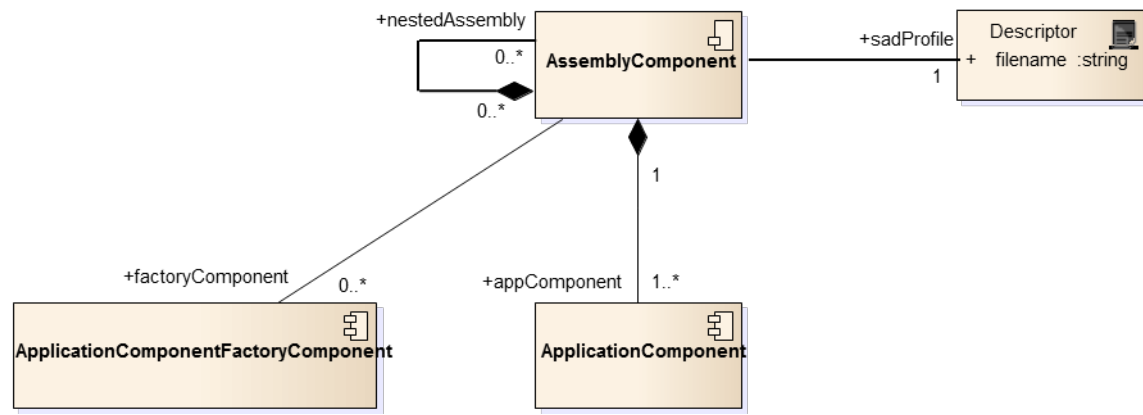 +nestedAssembly
0..*
0..*
AssemblyComponent
+sadProfile
1
Descriptor
+ filename :string
1
+factoryComponent
0..*
+appComponent
1..*
ApplicationComponentFactoryComponent
ApplicationComponent